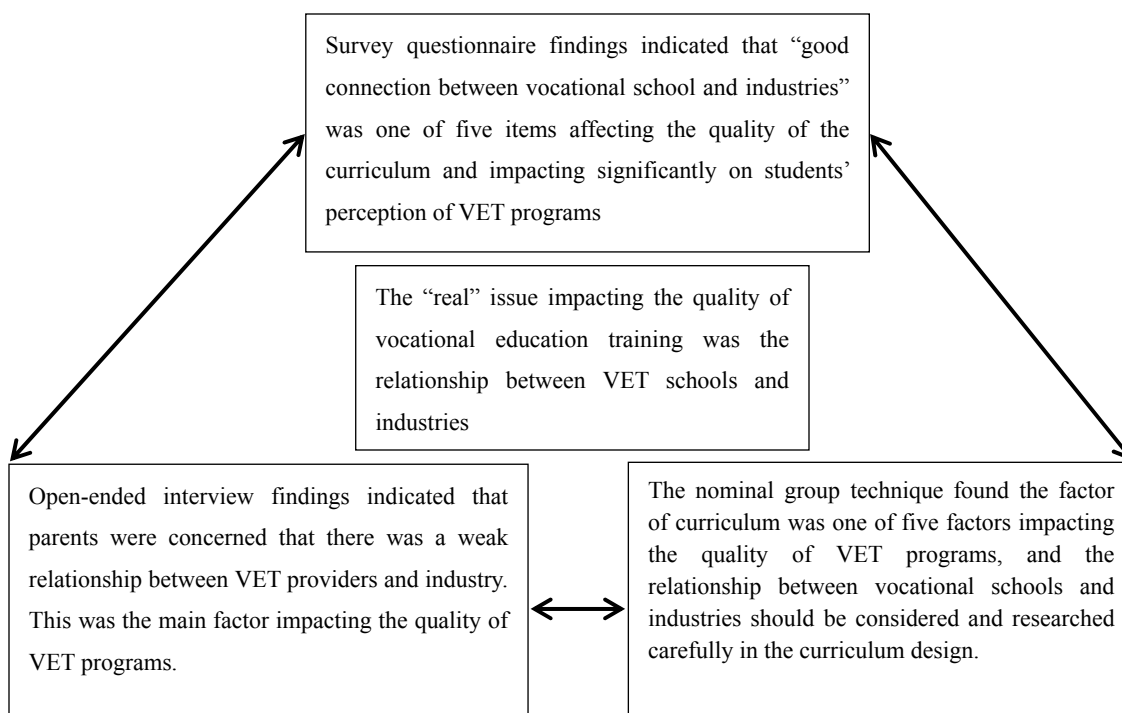 Survey questionnaire findings indicated that “good
connection between vocational school and industries”
was one of five items affecting the quality of the
curriculum and impacting significantly on students’
perception of VET programs
The “real” issue impacting the quality of
vocational education training was the
relationship between VET schools and
industries
Open-ended interview findings indicated that
parents were concerned that there was a weak
relationship between VET providers and industry.
This was the main factor impacting the quality of
VET programs.
The nominal group technique found the factor
of curriculum was one of five factors impacting
the quality of VET programs, and the
relationship between vocational schools and
industries should be considered and researched
carefully in the curriculum design.